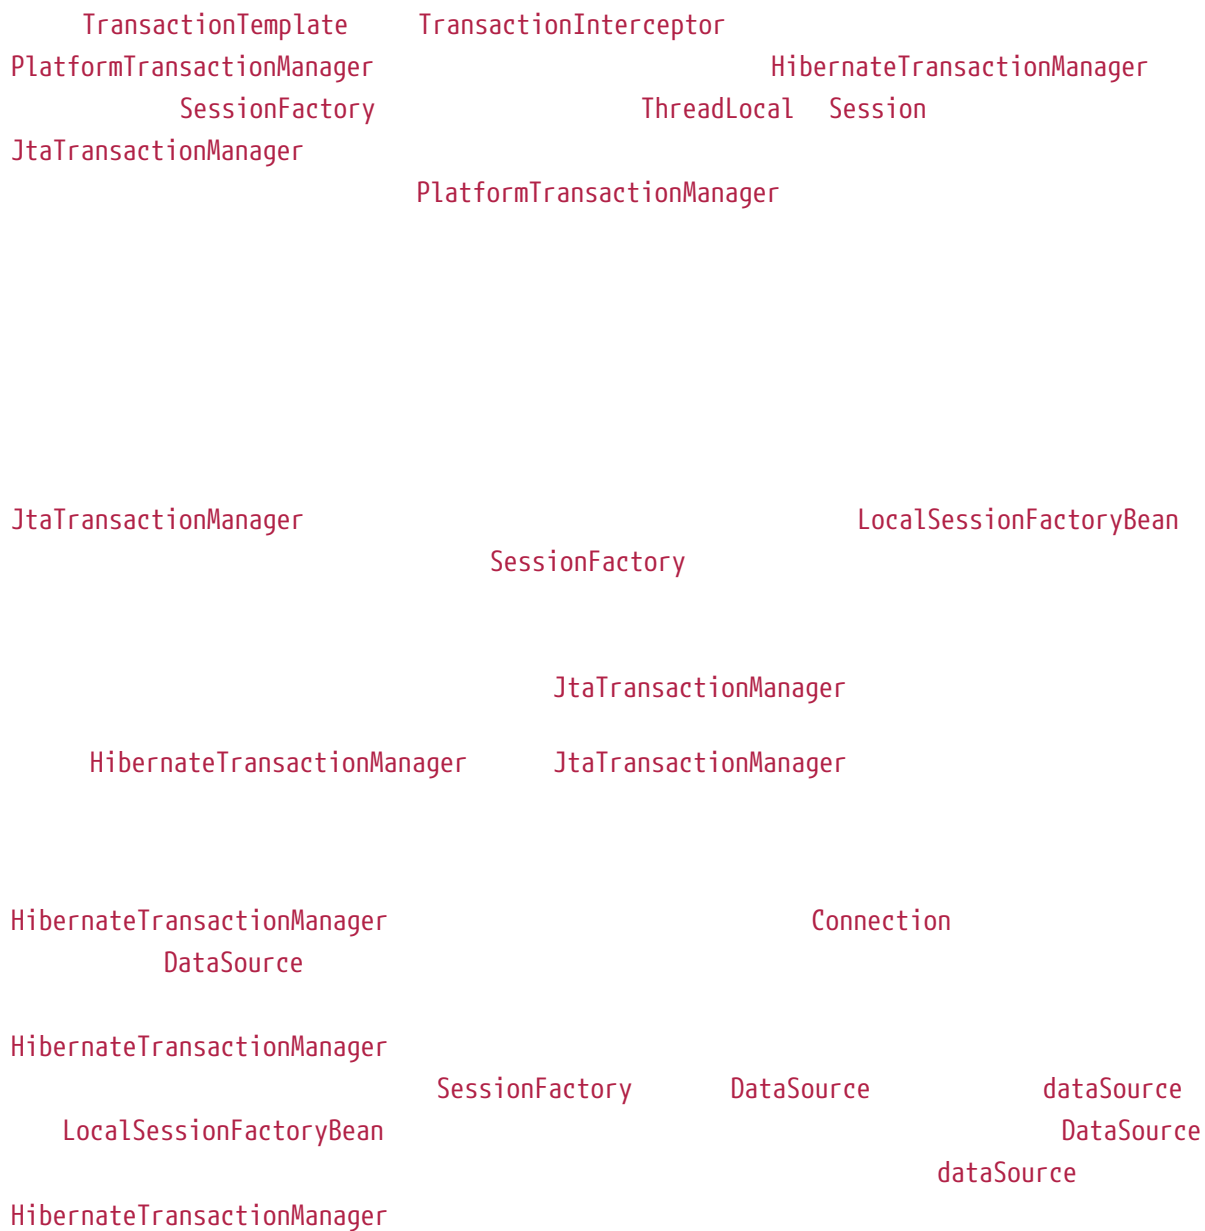 TransactionTemplate TransactionInterceptor
PlatformTransactionManager HibernateTransactionManager
SessionFactory ThreadLocal Session
JtaTransactionManager
PlatformTransactionManager
JtaTransactionManager LocalSessionFactoryBean
SessionFactory
JtaTransactionManager
HibernateTransactionManager JtaTransactionManager
HibernateTransactionManager Connection
DataSource
HibernateTransactionManager
SessionFactory DataSource dataSource
LocalSessionFactoryBean DataSource
dataSource
HibernateTransactionManager